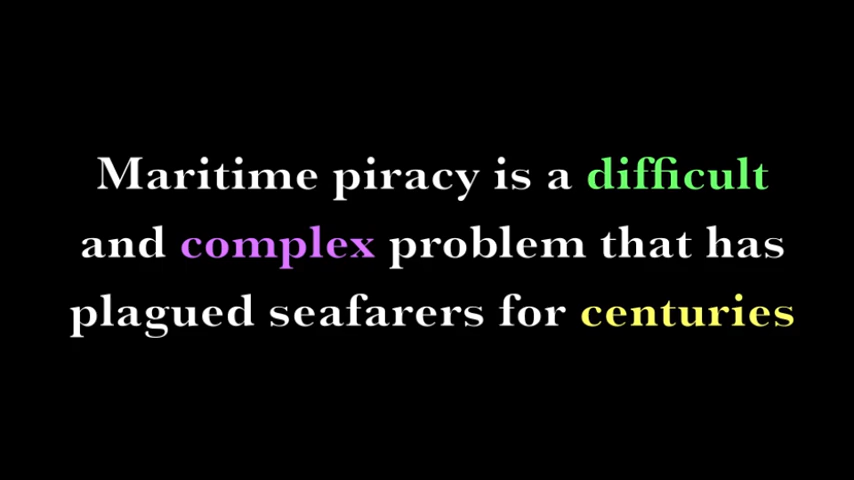 Maritime piracy is a difficult
and complex problem that has
plagued seafarers for centuries